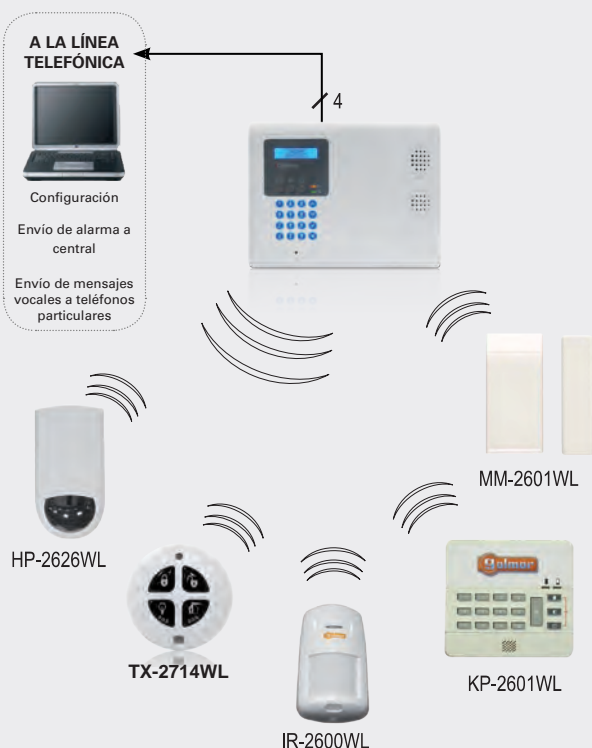 A LA LÍNEA
TELEFÓNICA
4
Configuración
Envío de alarma a
central
Envío de mensajes
vocales a teléfonos
particulares
MM-2601WL
HP-2626WL
TX-2714WL
golmar
KP-2601WL
IR-2600WL